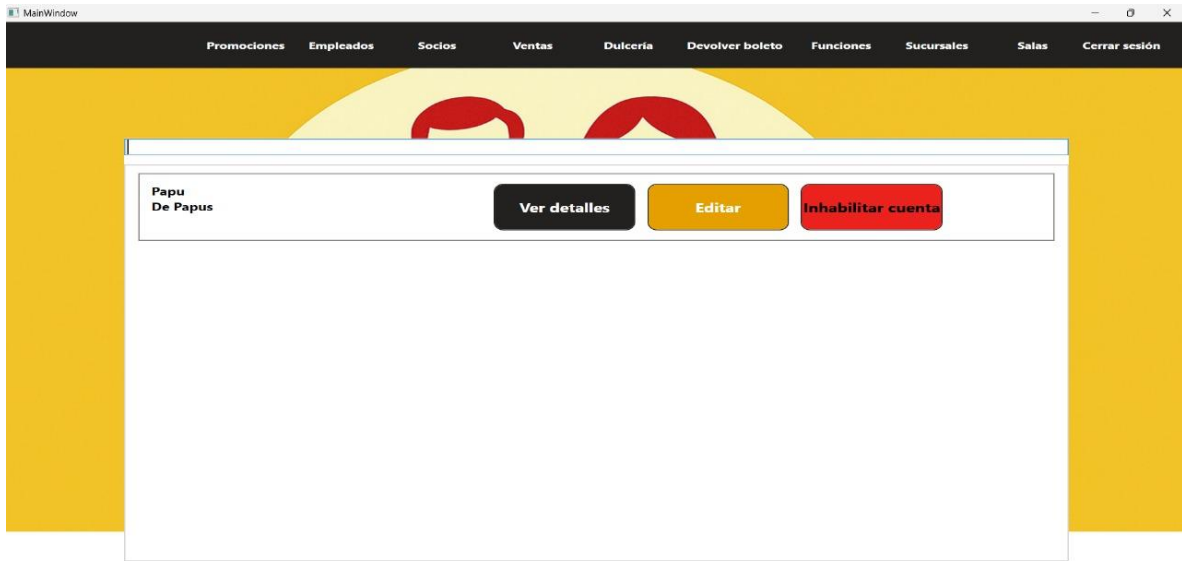 MainWindow
Promociones Empleados Socios Ventas Dulcería Devolver boleto Funciones Sucursales Salas Cerrar sesión
Papu
De Papus
Ver detalles Editar Inhabilitar cuenta